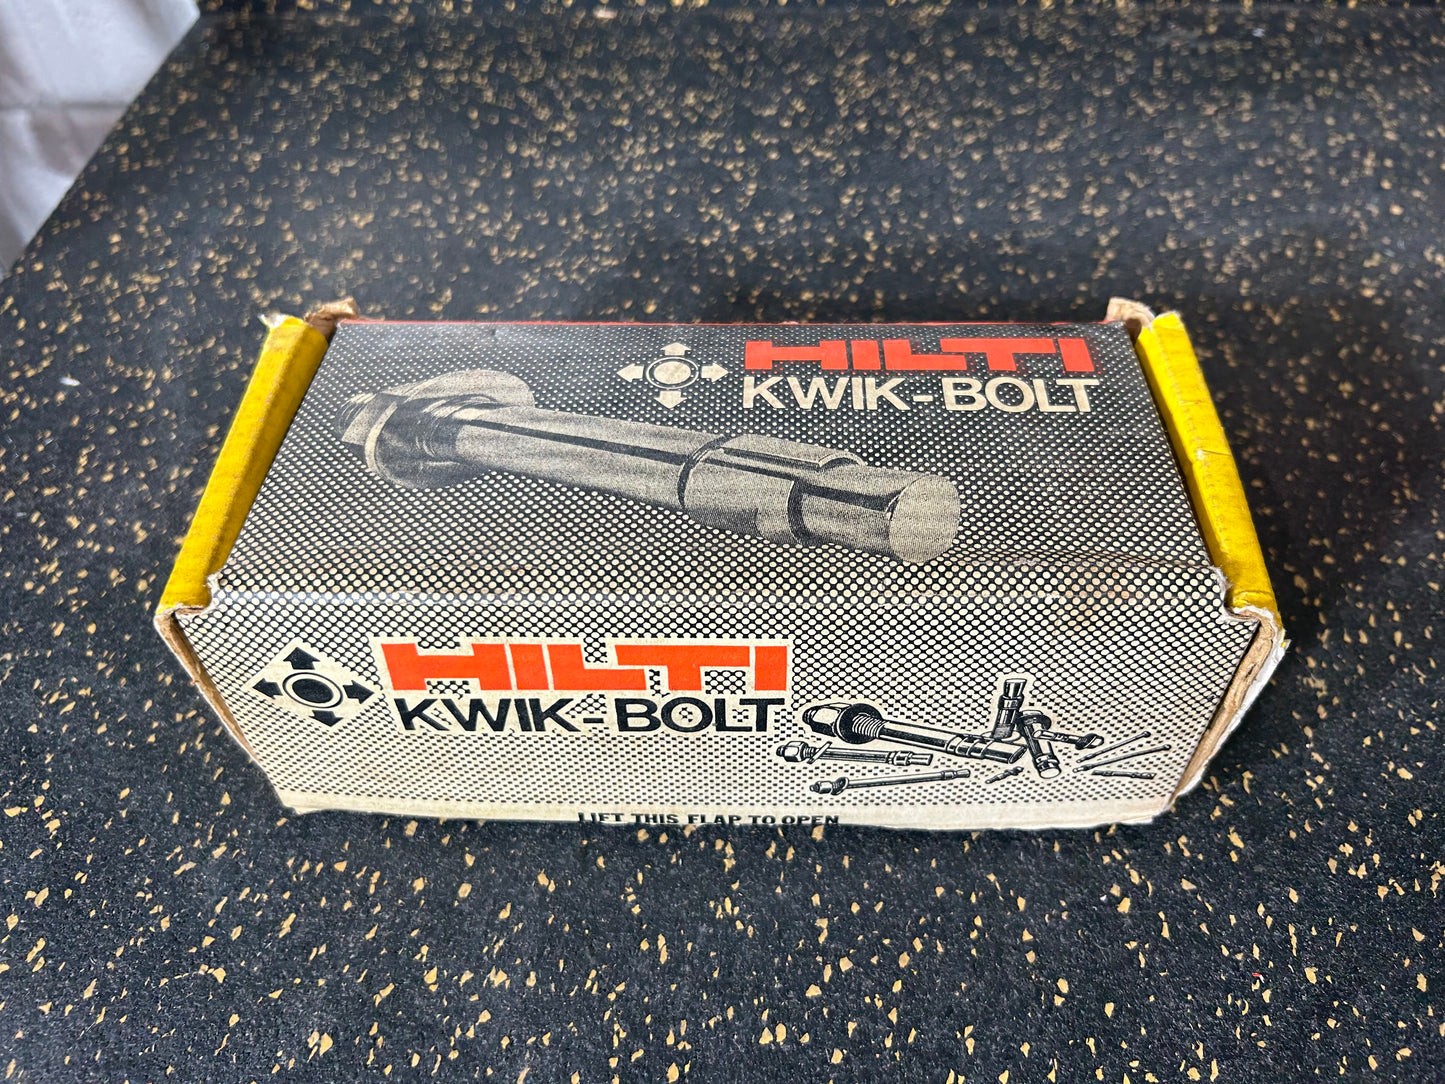 HILTI
KWIK-BOLT
HILTI
KWIK-BOLT
LIFT THIS FLAP TO OPEN